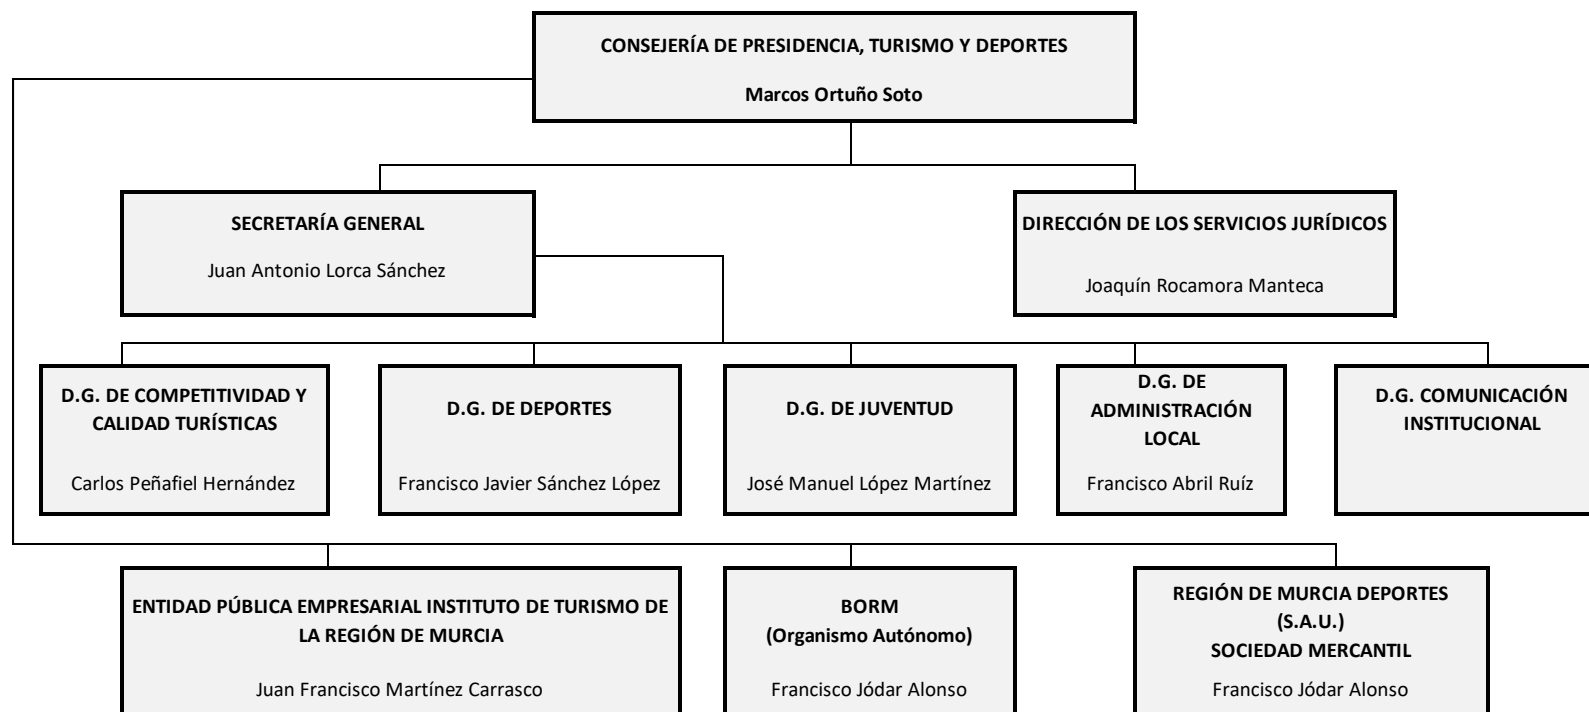 CONSEJERÍA DE PRESIDENCIA, TURISMO Y DEPORTES
Marcos Ortuño Soto
SECRETARÍA GENERAL
Juan Antonio Lorca Sánchez
DIRECCIÓN DE LOS SERVICIOS JURÍDICOS
Joaquín Rocamora Manteca
D.G. DE COMPETITIVIDAD Y
CALIDAD TURÍSTICAS
Carlos Peñafiel Hernández
D.G. DE DEPORTES
Francisco Javier Sánchez López
D.G. DE JUVENTUD
José Manuel López Martínez
D.G. DE
ADMINISTRACIÓN
LOCAL
Francisco Abril Ruíz
D.G. COMUNICACIÓN
INSTITUCIONAL
ENTIDAD PÚBLICA EMPRESARIAL INSTITUTO DE TURISMO DE
LA REGIÓN DE MURCIA
Juan Francisco Martínez Carrasco
BORM
(Organismo Autónomo)
Francisco Jódar Alonso
REGIÓN DE MURCIA DEPORTES
(S.A.U.)
SOCIEDAD MERCANTIL
Francisco Jódar Alonso